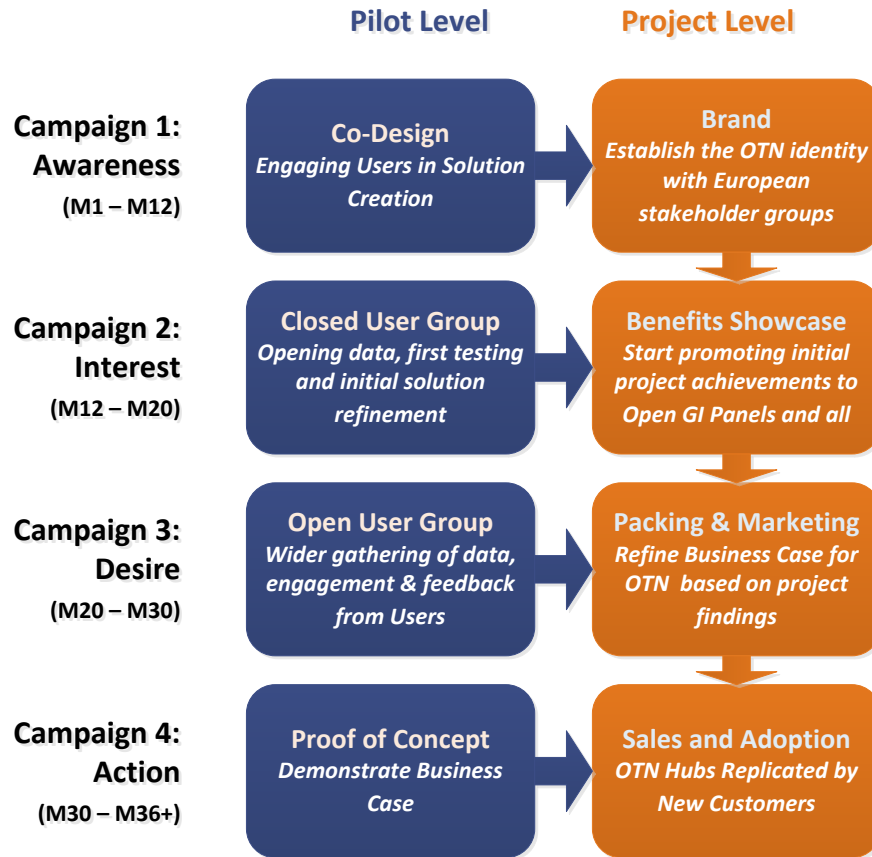 Pilot Level
Project Level
Campaign 1:
Awareness
(M1 – M12)
Co-Design
Engaging Users in Solution
Creation
Brand
Establish the OTN identity
with European
stakeholder groups
Campaign 2:
Interest
(M12 – M20)
Closed User Group
Opening data, first testing
and initial solution
refinement
Benefits Showcase
Start promoting initial
project achievements to
Open GI Panels and all
Campaign 3:
Desire
(M20 – M30)
Open User Group
Wider gathering of data,
engagement & feedback
from Users
Packing & Marketing
Refine Business Case for
OTN based on project
findings
Campaign 4:
Action
(M30 – M36+)
Proof of Concept
Demonstrate Business
Case
Sales and Adoption
OTN Hubs Replicated by
New Customers